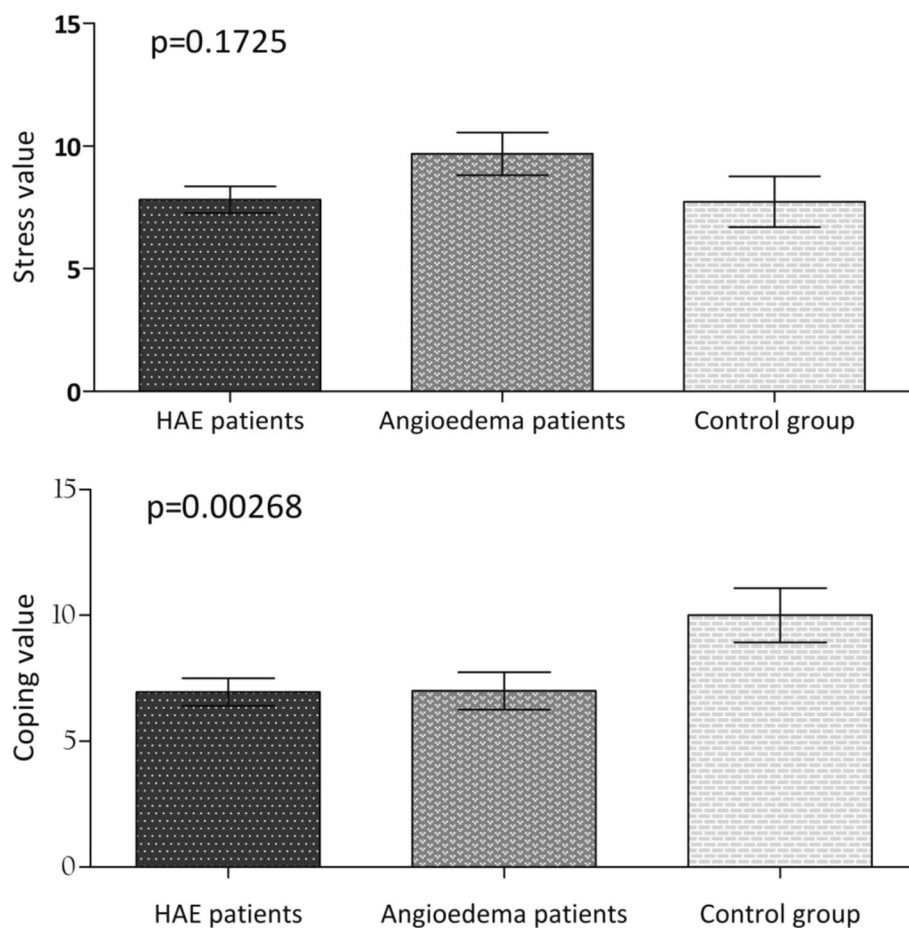 15
p=0.1725
10
Stress value
5
0
HAE patients Angioedema patients Control group
15
p=0.00268
10
Coping value
5
0
HAE patients Angioedema patients Control group